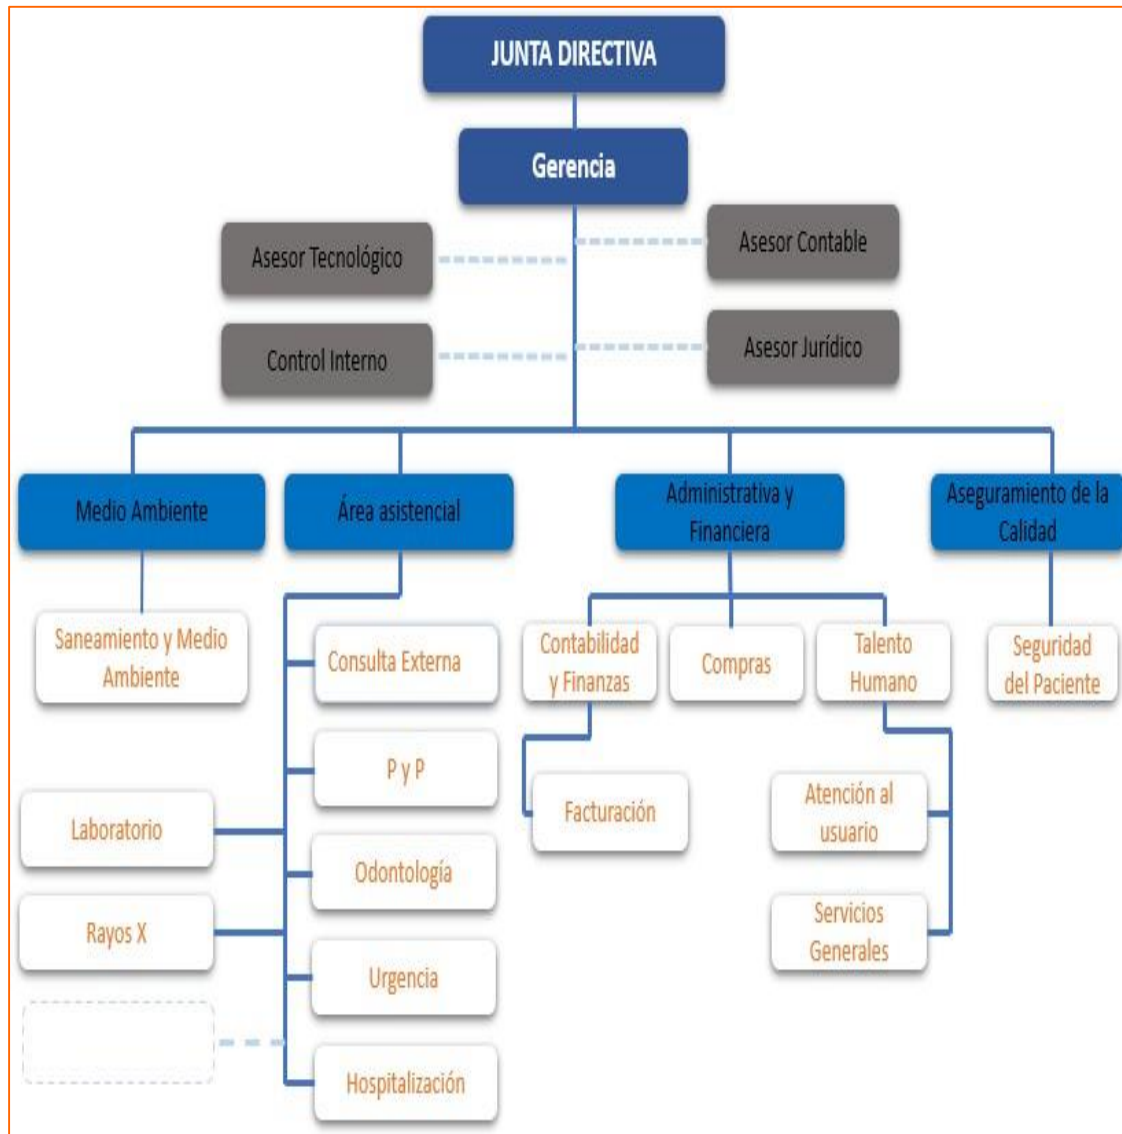 JUNTA DIRECTIVA
Gerencia
Asesor Tecnológico
Asesor Contable
Control Interno
Asesor Jurídico
Medio Ambiente
Área asistencial
Administrativa y
Financiera
Aseguramiento de la
Calidad
Saneamiento y Medio
Ambiente
Consulta Externa
Contabilidad
y Finanzas
Compras
Talento
Humano
Seguridad
del Paciente
P y P
Laboratorio
Facturación
Atención al
usuario
Odontología
Rayos X
Servicios
Generales
Urgencia
Hospitalización